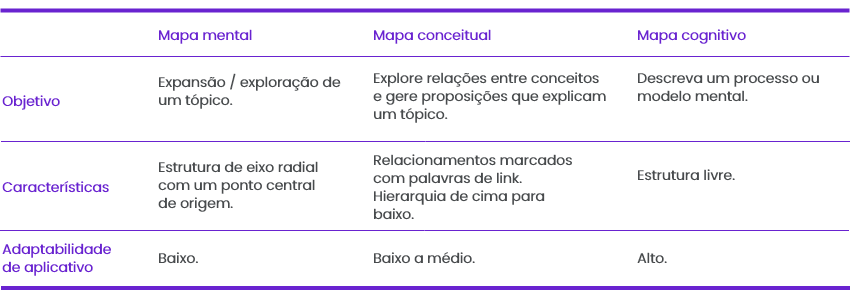 Mapa mental
Mapa conceitual
Mapa cognitivo
Objetivo
Expansão / exploração de
um tópico.
Explore relações entre conceitos
e gere proposições que explicam
um tópico.
Descreva um processo ou
modelo mental.
Características
Estrutura de eixo radial
com um ponto central
de origem.
Relacionamentos marcados
com palavras de link.
Hierarquia de cima para
baixo.
Estrutura livre.
Adaptabilidade
de aplicativo
Baixo.
Baixo a médio.
Alto.